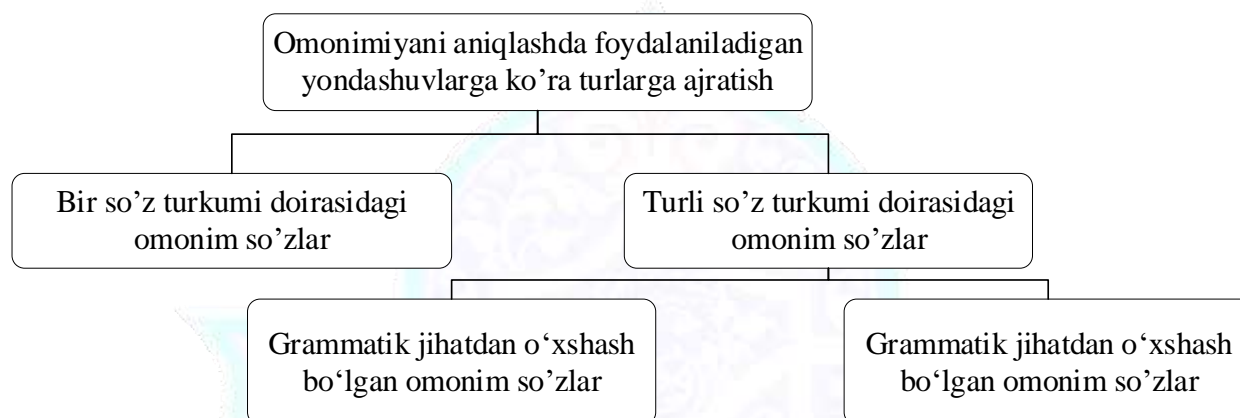 Omonimiyani aniqlashda foydalaniladigan
yondashuvlarga ko’ra turlarga ajratish
Bir so’z turkumi doirasidagi
omonim so’zlar
Turli so’z turkumi doirasidagi
omonim so’zlar
Grammatik jihatdan o‘xshash
bo‘lgan omonim so’zlar
Grammatik jihatdan o‘xshash
bo‘lgan omonim so’zlar